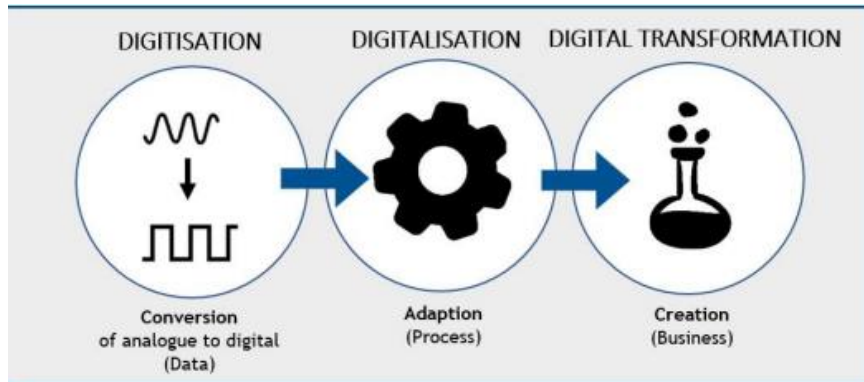 DIGITISATION
DIGITALISATION
DIGITAL TRANSFORMATION
Conversion
of analogue to digital
(Data)
Adaption
(Process)
Creation
(Business)